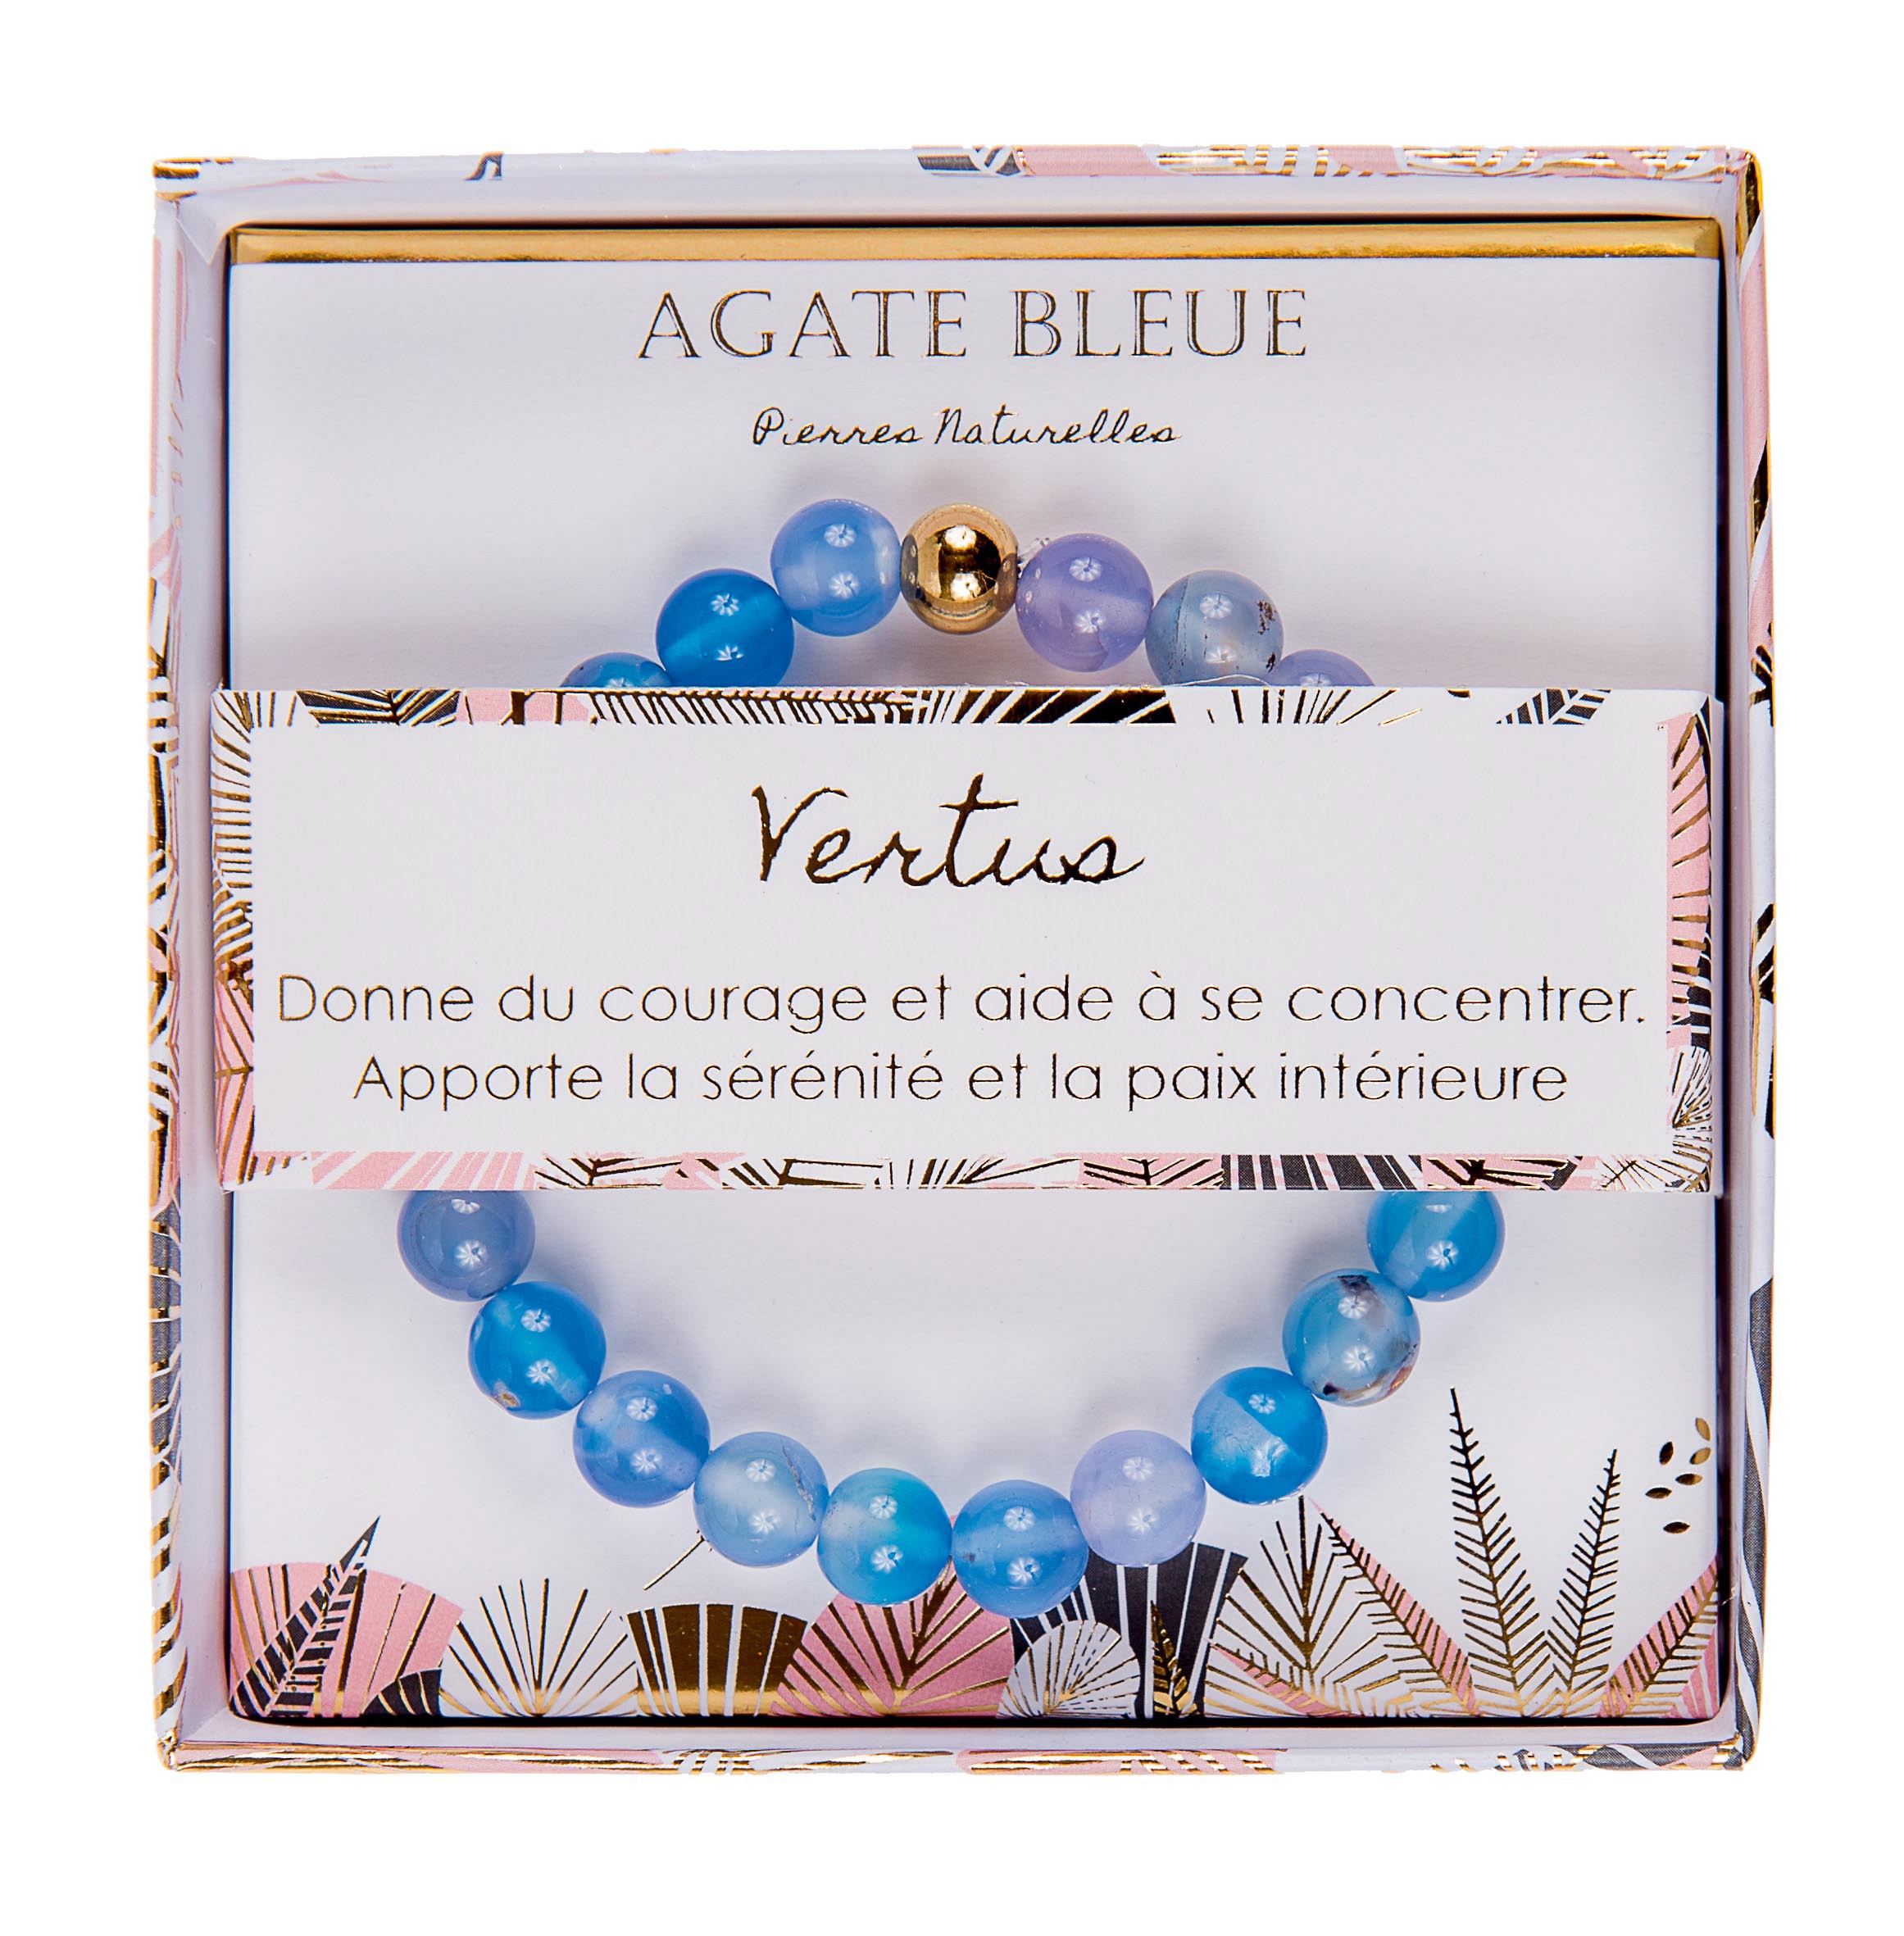 AGATE BLEUE
Pierres Naturelles
Vertus
Donne du courage et aide à se concentrer.
Apporte la sérénité et la paix intérieure